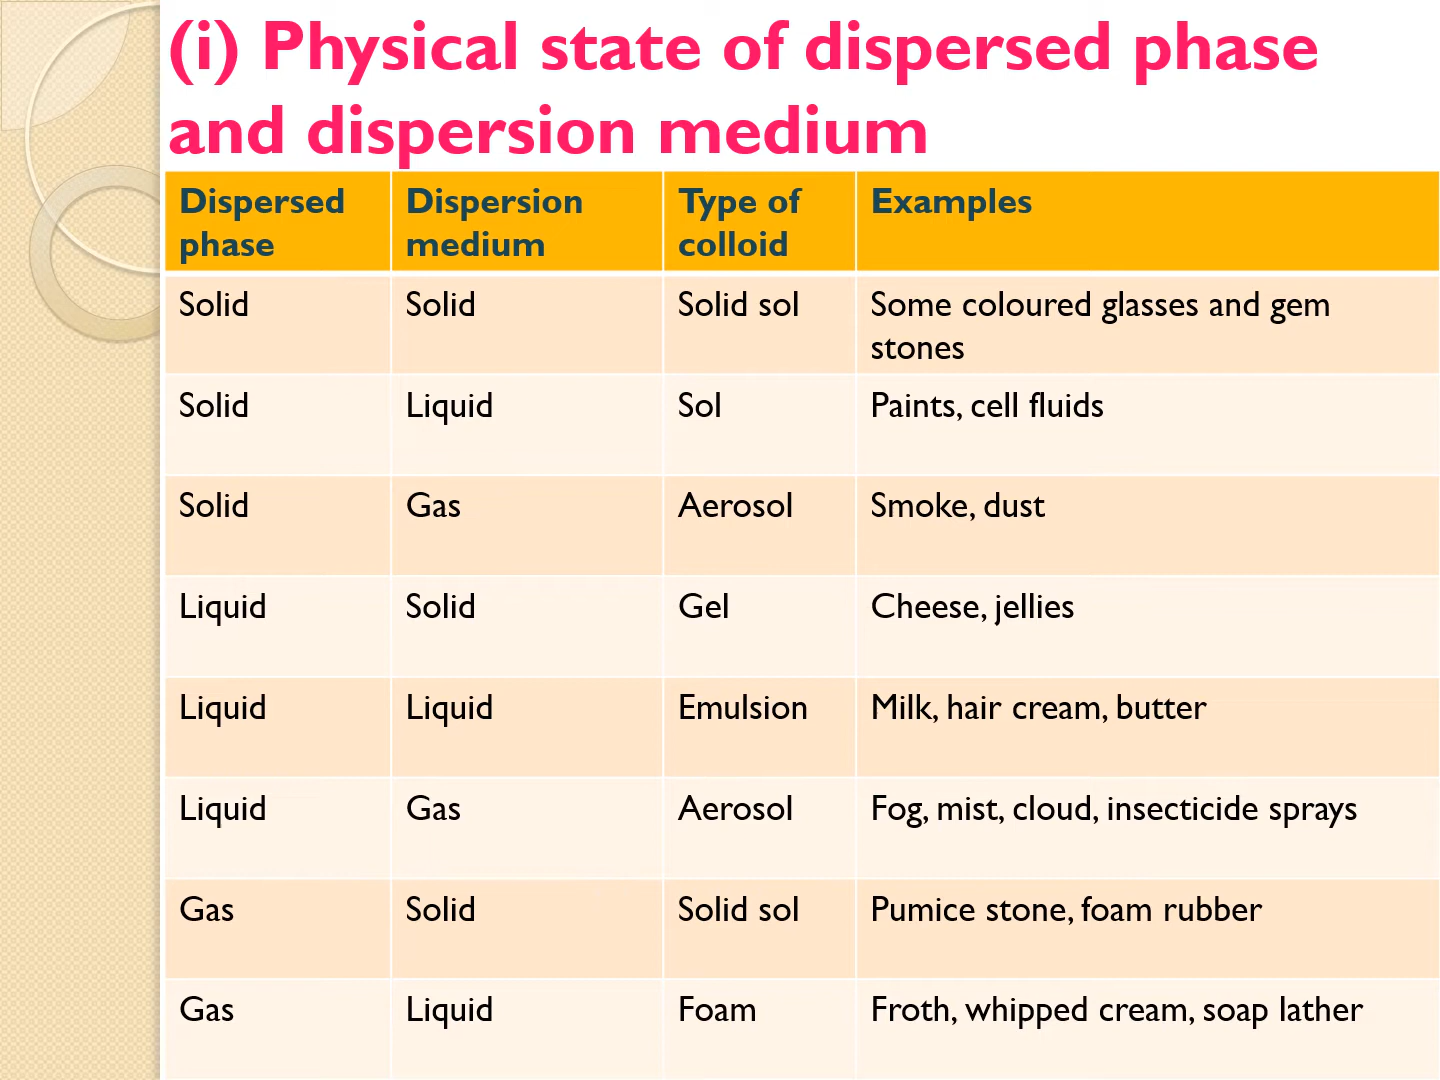 (i) Physical state of dispersed phase
and dispersion medium
Dispersed phase | Dispersion medium | Type of colloid | Examples
Solid | Solid | Solid sol | Some coloured glasses and gem stones
Solid | Liquid | Sol | Paints, cell fluids
Solid | Gas | Aerosol | Smoke, dust
Liquid | Solid | Gel | Cheese, jellies
Liquid | Liquid | Emulsion | Milk, hair cream, butter
Liquid | Gas | Aerosol | Fog, mist, cloud, insecticide sprays
Gas | Solid | Solid sol | Pumice stone, foam rubber
Gas | Liquid | Foam | Froth, whipped cream, soap lather